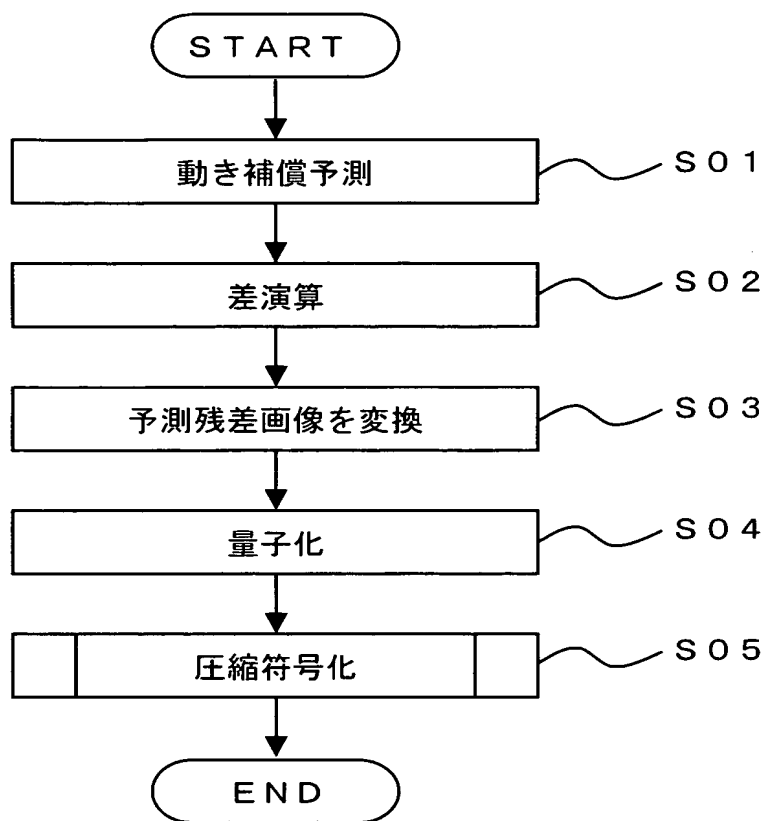 START
動き補償予測
S01
差演算
S02
予測残差画像を変換
S03
量子化
S04
圧縮符号化
S05
END